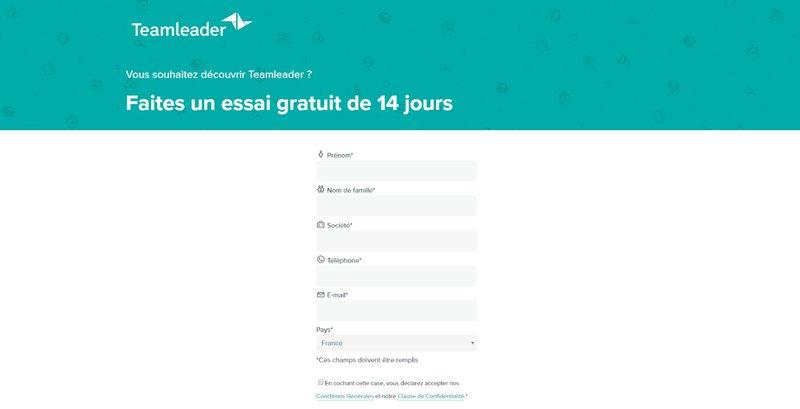 Teamleader
Vous souhaitez découvrir Teamleader ?
Faites un essai gratuit de 14 jours
Prénom*
Nom de famille*
Société*
Téléphone*
E-mail*
Pays*
France
*Ces champs doivent être remplis
En cochant cette case, vous déclarez accepter nos
Conditions Générales et notre Clause de Confidentialité.*